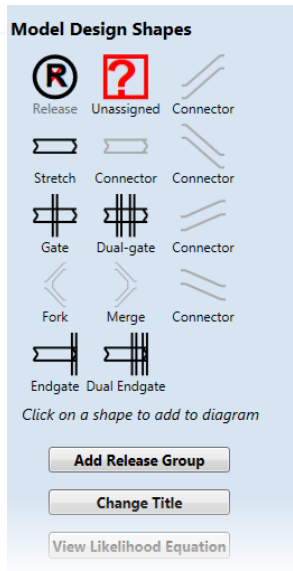 Model Design Shapes
R ?
Release Unassigned Connector
Stretch Connector Connector
Gate Dual-gate Connector
Fork Merge Connector
Endgate Dual Endgate
Click on a shape to add to diagram
Add Release Group
Change Title
View Likelihood Equation